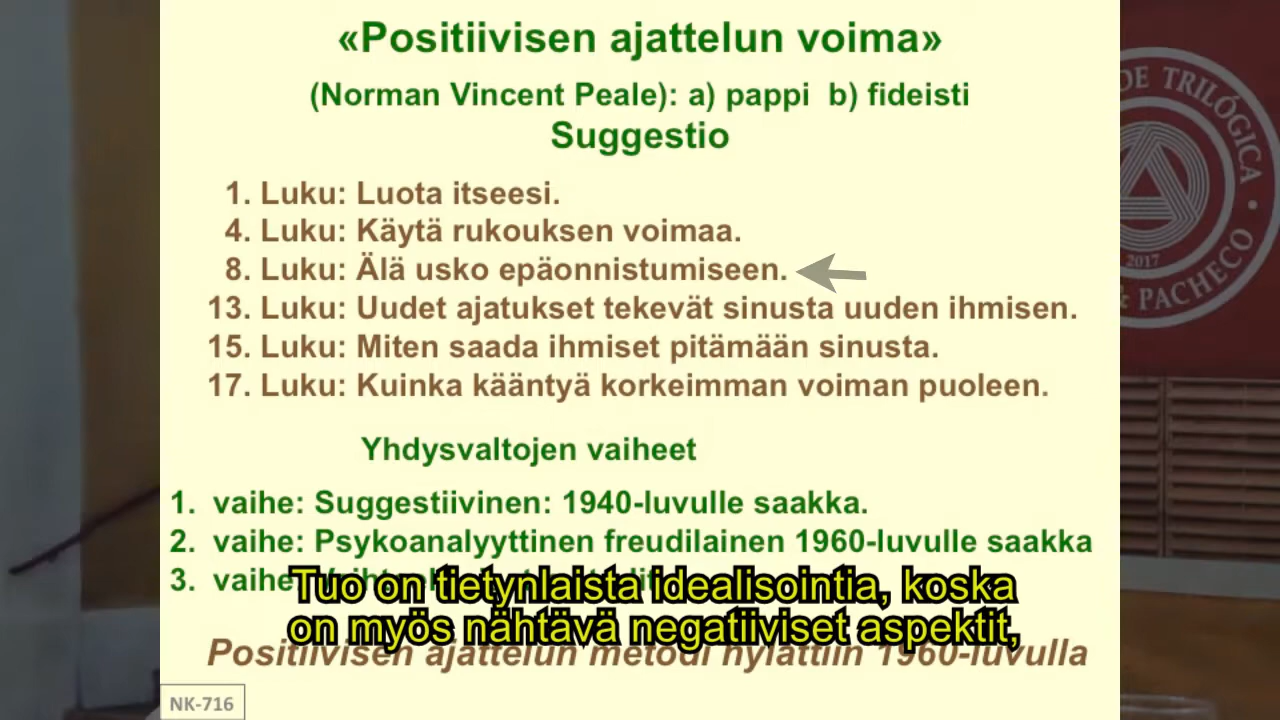 «Positiivisen ajattelun voima»
(Norman Vincent Peale): a) pappi b) fideisti
Suggestio
1. Luku: Luota itseesi.
4. Luku: Käytä rukouksen voimaa.
8. Luku: Älä usko epäonnistumiseen.
13. Luku: Uudet ajatukset tekevät sinusta uuden ihmisen.
15. Luku: Miten saada ihmiset pitämään sinusta.
17. Luku: Kuinka kääntyä korkeimman voiman puoleen.
Yhdysvaltojen vaiheet
1. vaihe: Suggestiivinen: 1940-luvulle saakka.
2. vaihe: Psykoanalyyttinen freudilainen 1960-luvulle saakka
3. vaihe:
Tuo on tietynlaista idealisointia, koska
on myös nähtävä negatiiviset aspektit,
Positiivisen ajattelun metodi hylättiin 1960-luvulla
NK-716
DE TRILÓGICA
2017
& PACHECO